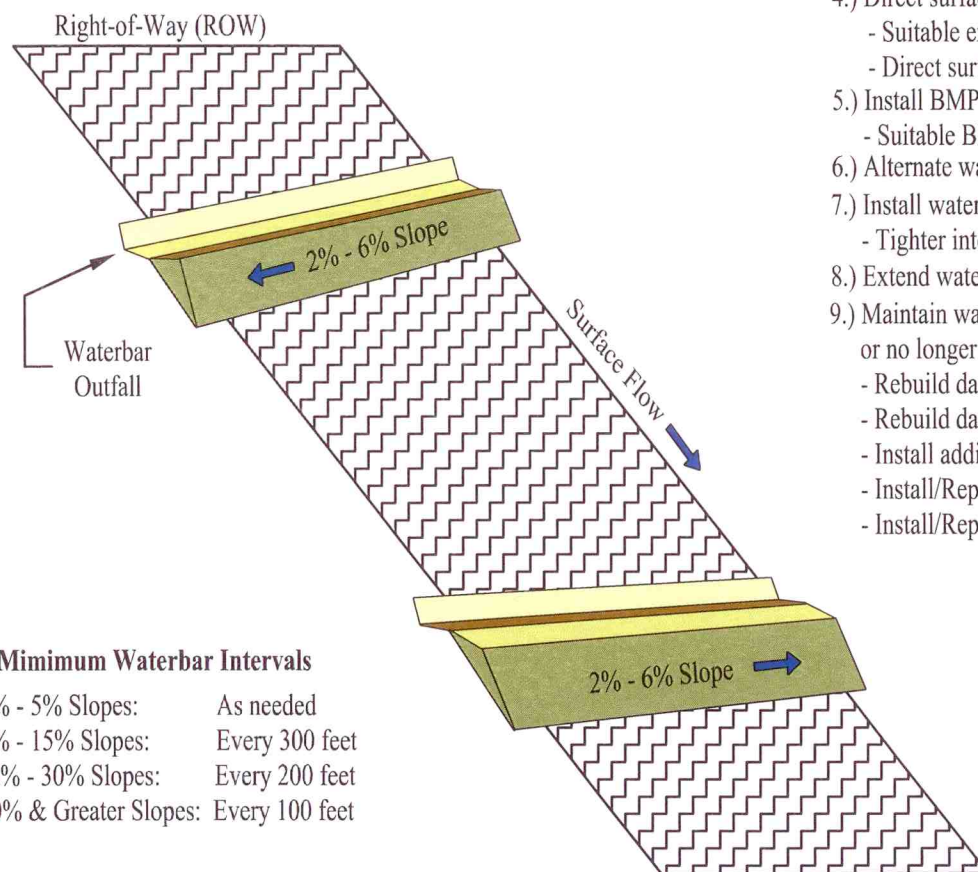 Right-of-Way (ROW)
2% - 6% Slope
Waterbar
Outfall
Surface Flow
2% - 6% Slope
Mimimum Waterbar Intervals
% - 5% Slopes: As needed
% - 15% Slopes: Every 300 feet
% - 30% Slopes: Every 200 feet
0% & Greater Slopes: Every 100 feet
4.) Direct surfac
- Suitable e
- Direct sur
5.) Install BMP
- Suitable B
6.) Alternate wa
7.) Install water
- Tighter inte
8.) Extend wate
9.) Maintain wa
or no longer
- Rebuild da
- Rebuild da
- Install addi
- Install/Rep
- Install/Rep